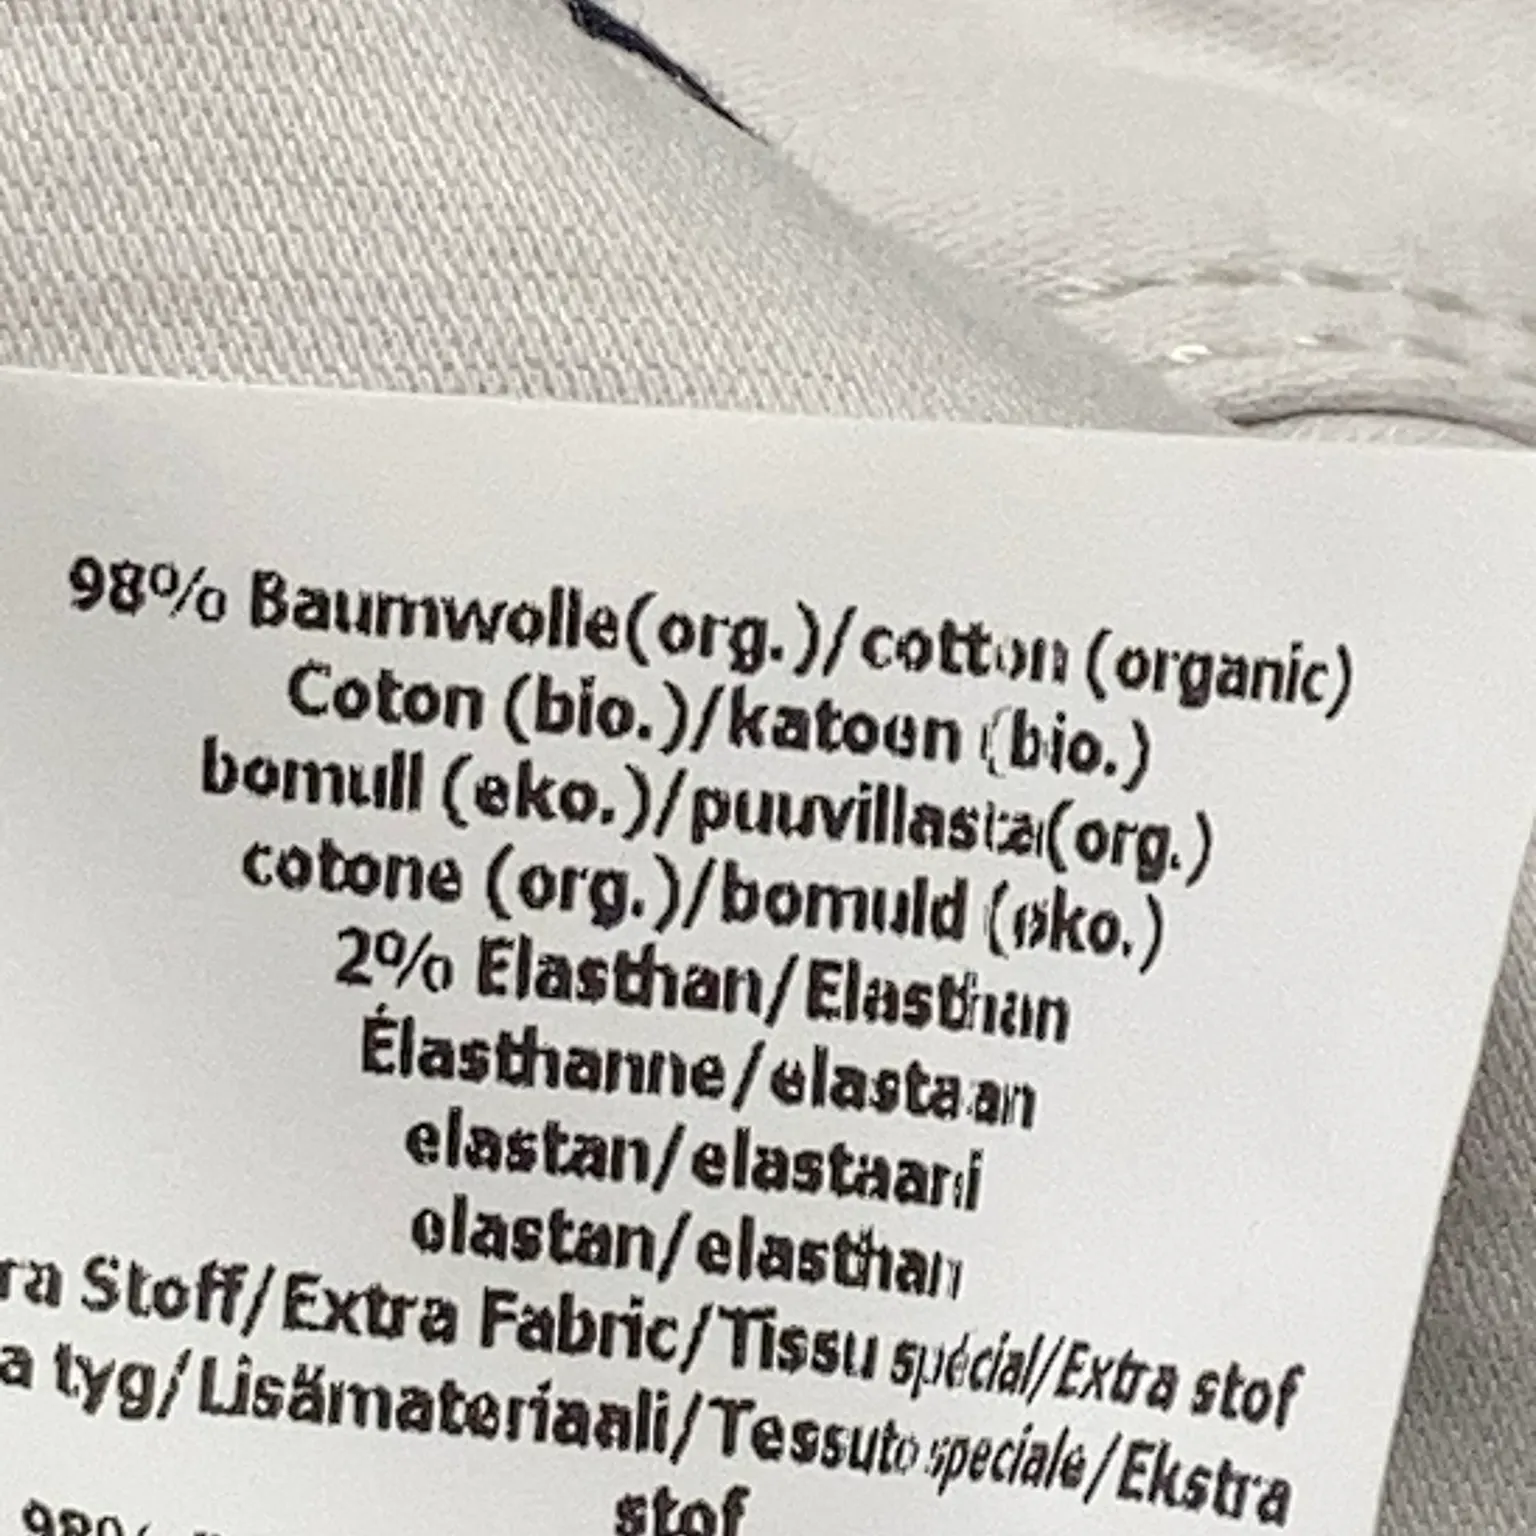 98% Baumwolle(org.)/cotton (organic)
Coton (bio.)/katoen (bio.)
bomull (eko.)/puuvillasta(org.)
cotone (org.)/bomuld (øko.)
2% Elasthan/Elasthan
Élasthanne/elastaan
elastan/elastaani
elastan/elasthan
ra Stoff/Extra Fabric/Tissu spécial/Extra stof
a tyg/Lisämateriaali/Tessuto speciale/Ekstra
stof
98%